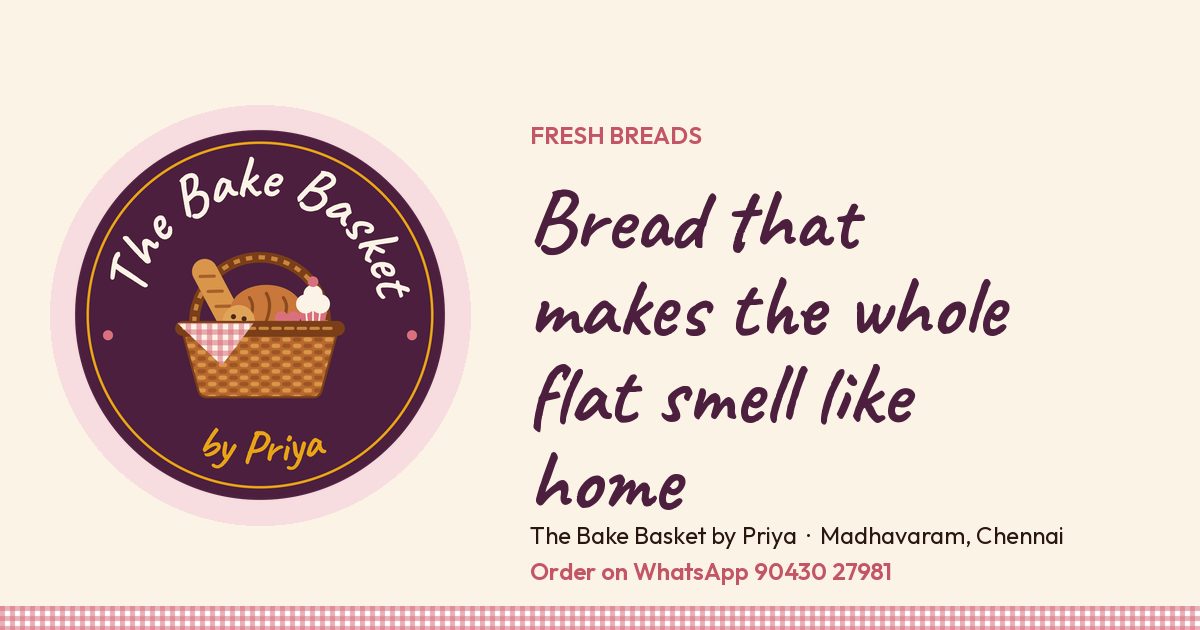 The Bake Basket
by Priya
FRESH BREADS
Bread that
makes the whole
flat smell like
home
The Bake Basket by Priya · Madhavaram, Chennai
Order on WhatsApp 90430 27981